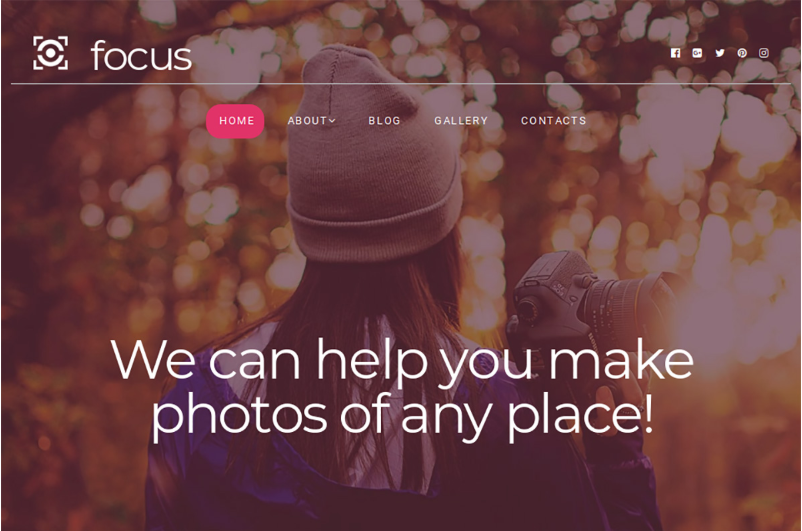 focus
HOME
ABOUT
BLOG
GALLERY
CONTACTS
We can help you make
photos of any place!